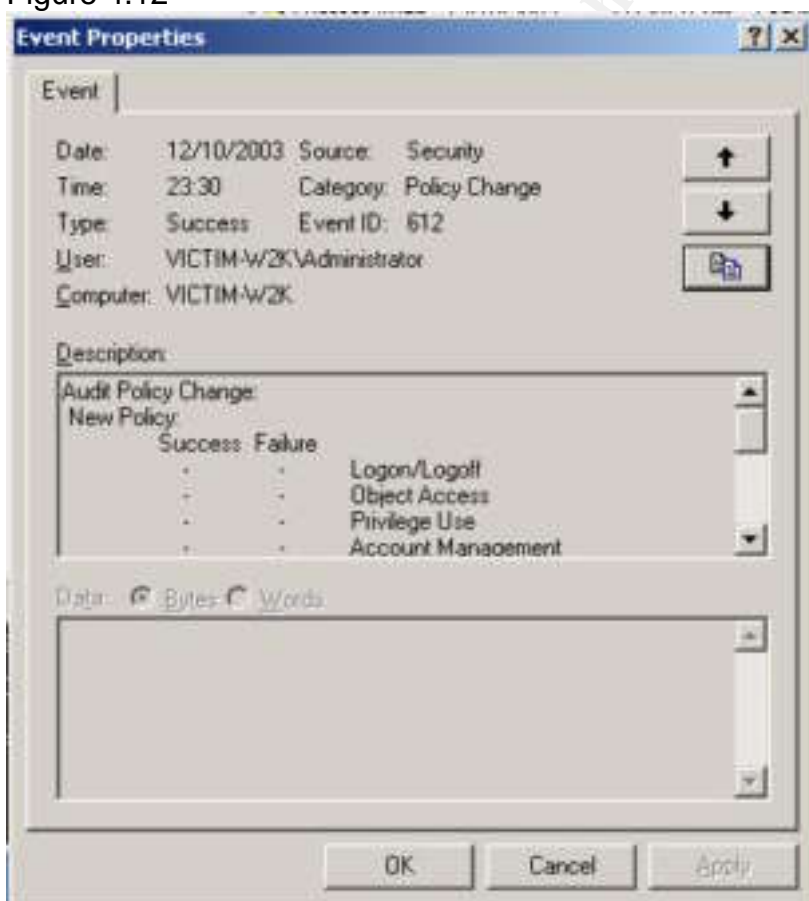 Figure 4.12
Event Properties
Event
Date: 12/10/2003 Source: Security
Time: 23:30 Category: Policy Change
Type: Success Event ID: 612
User: VICTIM-W2K\Administrator
Computer: VICTIM-W2K
Description:
Audit Policy Change:
New Policy:
Success Failure
- - Logon/Logoff
- - Object Access
- - Privilege Use
- - Account Management
Data: Bytes Words
OK Cancel Apply